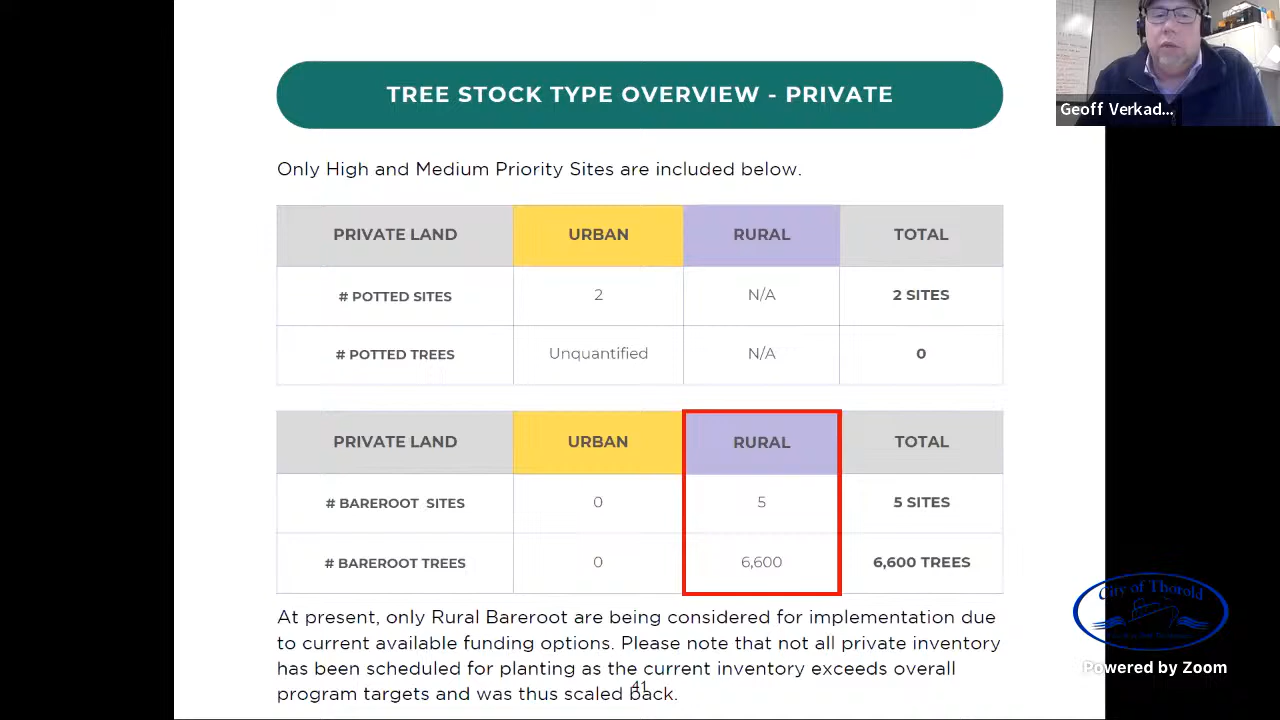 TREE STOCK TYPE OVERVIEW - PRIVATE
Geoff Verkad...
Only High and Medium Priority Sites are included below.
PRIVATE LAND URBAN RURAL TOTAL
# POTTED SITES 2 N/A 2 SITES
# POTTED TREES Unquantified N/A 0
PRIVATE LAND URBAN RURAL TOTAL
# BAREROOT SITES 0 5 5 SITES
# BAREROOT TREES 0 6,600 6,600 TREES
At present, only Rural Bareroot are being considered for implementation due
to current available funding options. Please note that not all private inventory
has been scheduled for planting as the current inventory exceeds overall
program targets and was thus scaled back.
41
City of Thorold
Powered by Zoom